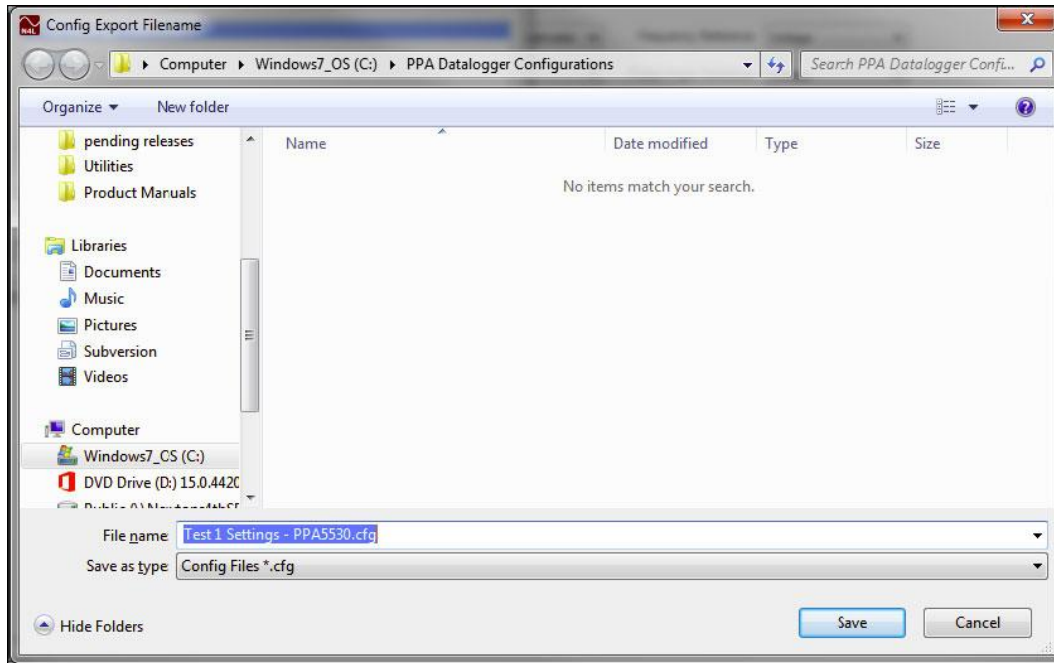 Config Export Filename
Computer Windows7_OS (C:) PPA Datalogger Configurations
Search PPA Datalogger Confi...
Organize New folder
Name Date modified Type Size
No items match your search.
pending releases
Utilities
Product Manuals
Libraries
Documents
Music
Pictures
Subversion
Videos
Computer
Windows7_OS (C:)
DVD Drive (D:) 15.0.4420
File name: Test 1 Settings - PPA5530.cfg
Save as type: Config Files *.cfg
Hide Folders
Save Cancel